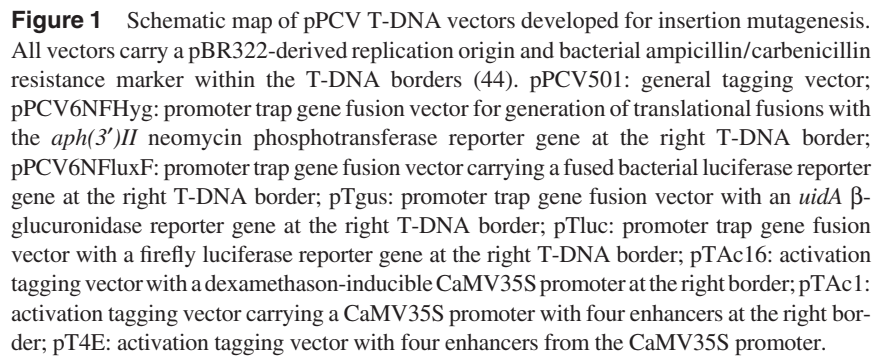 Figure 1 Schematic map of pPCV T-DNA vectors developed for insertion mutagenesis.
All vectors carry a pBR322-derived replication origin and bacterial ampicillin/carbenicillin
resistance marker within the T-DNA borders (44). pPCV501: general tagging vector;
pPCV6NFHyg: promoter trap gene fusion vector for generation of translational fusions with
the aph(3′)II neomycin phosphotransferase reporter gene at the right T-DNA border;
pPCV6NFluxF: promoter trap gene fusion vector carrying a fused bacterial luciferase reporter
gene at the right T-DNA border; pTgus: promoter trap gene fusion vector with an uidA β-
glucuronidase reporter gene at the right T-DNA border; pTluc: promoter trap gene fusion
vector with a firefly luciferase reporter gene at the right T-DNA border; pTAc16: activation
tagging vector with a dexamethason-inducible CaMV35S promoter at the right border; pTAc1:
activation tagging vector carrying a CaMV35S promoter with four enhancers at the right bor-
der; pT4E: activation tagging vector with four enhancers from the CaMV35S promoter.